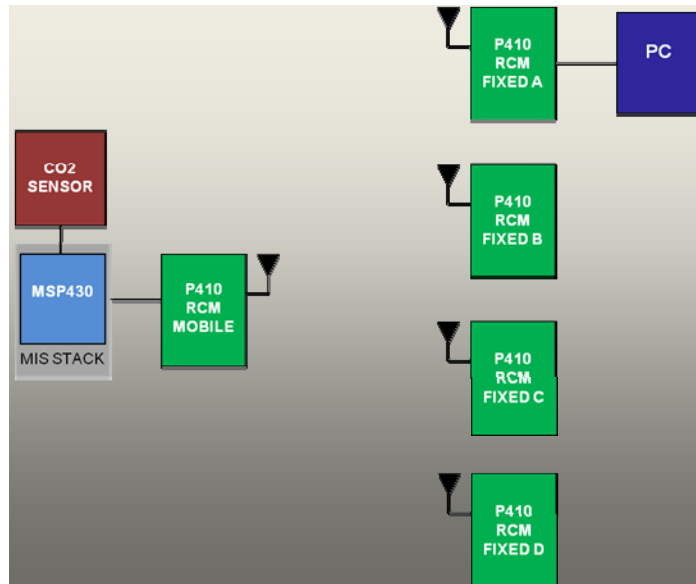 P410
RCM
FIXED A
PC
CO2
SENSOR
P410
RCM
FIXED B
MSP430
MIS STACK
P410
RCM
MOBILE
P410
RCM
FIXED C
P410
RCM
FIXED D